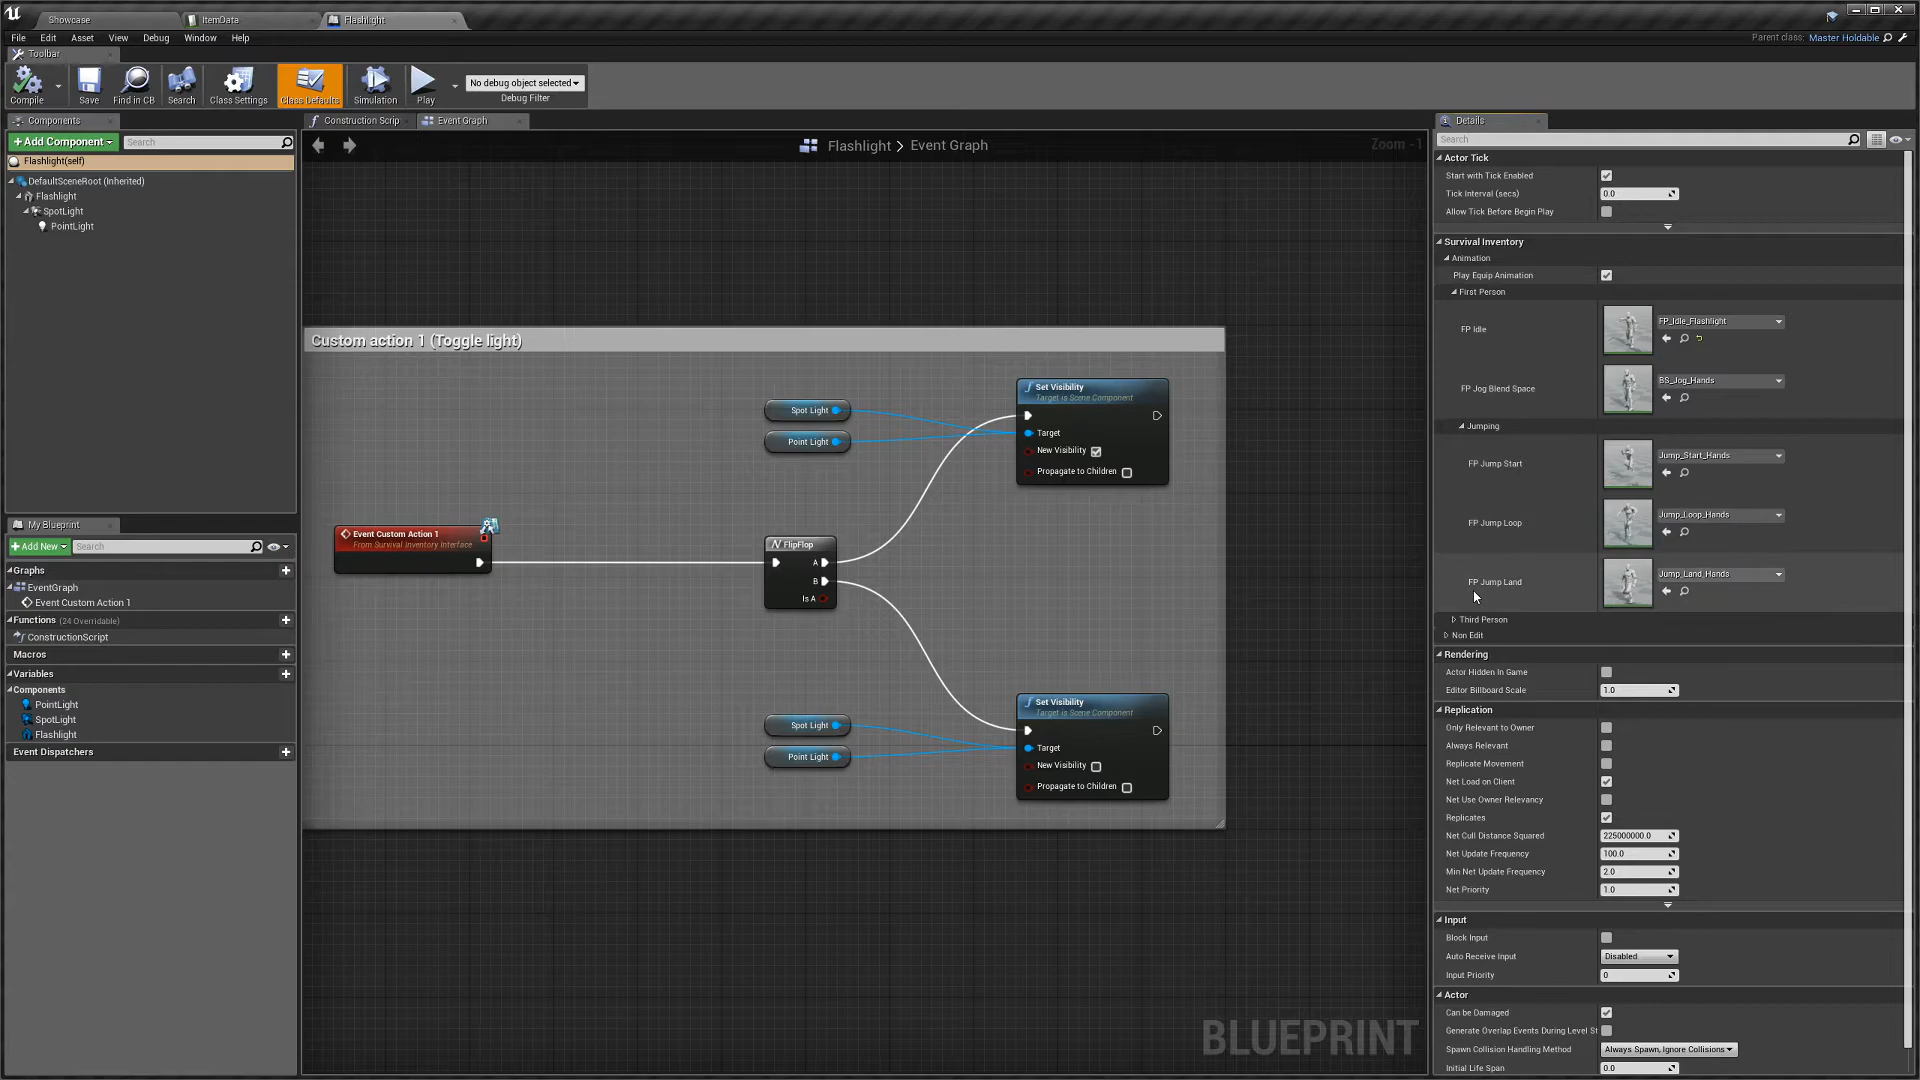 Showcase
ItemData
Flashlight
File Edit Asset View Debug Window Help
Parent class: Master Holdable
Toolbar
Compile
Save
Find in CB
Search
Class Settings
Class Defaults
Simulation
Play
No debug object selected
Debug Filter
Components
+ Add Component
Search
Flashlight(self)
DefaultSceneRoot (Inherited)
Flashlight
SpotLight
PointLight
My Blueprint
+ Add New
Search
Graphs
EventGraph
Event Custom Action 1
Functions (24 Overridable)
ConstructionScript
Macros
Variables
Components
PointLight
SpotLight
Flashlight
Event Dispatchers
Construction Scrip
Event Graph
Flashlight > Event Graph
Zoom -1
Custom action 1 (Toggle light)
Spot Light
Point Light
Set Visibility
Target is Scene Component
Target
New Visibility
Propagate to Children
Event Custom Action 1
From Survival Inventory Interface
FlipFlop
A
B
Is A
Spot Light
Point Light
Set Visibility
Target is Scene Component
Target
New Visibility
Propagate to Children
BLUEPRINT
Details
Search
Actor Tick
Start with Tick Enabled
Tick Interval (secs) 0.0
Allow Tick Before Begin Play
Survival Inventory
Animation
Play Equip Animation
First Person
FP Idle FP_Idle_Flashlight
FP Jog Blend Space BS_Jog_Hands
Jumping
FP Jump Start Jump_Start_Hands
FP Jump Loop Jump_Loop_Hands
FP Jump Land Jump_Land_Hands
Third Person
Non Edit
Rendering
Actor Hidden In Game
Editor Billboard Scale 1.0
Replication
Only Relevant to Owner
Always Relevant
Replicate Movement
Net Load on Client
Net Use Owner Relevancy
Replicates
Net Cull Distance Squared 225000000.0
Net Update Frequency 100.0
Min Net Update Frequency 2.0
Net Priority 1.0
Input
Block Input
Auto Receive Input Disabled
Input Priority 0
Actor
Can be Damaged
Generate Overlap Events During Level St
Spawn Collision Handling Method Always Spawn, Ignore Collisions
Initial Life Span 0.0